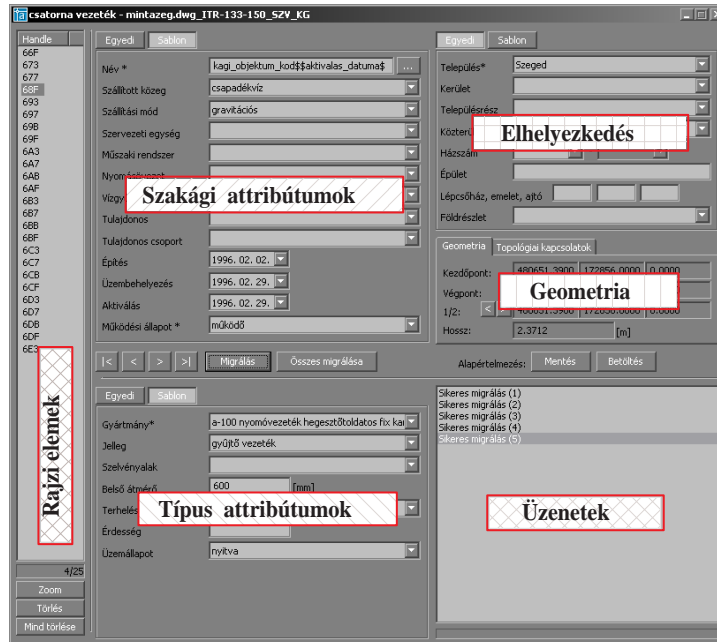 csatorna vezeték - mintazeg.dwg_ITR-133-150_SZV_KG
Handle
66F
673
677
68F
693
697
69B
69F
6A3
6A7
6AB
6AF
6B3
6B7
6BB
6BF
6C3
6C7
6CB
6CF
6D3
6D7
6DB
6DF
6E3
Rajzi elemek
4/25
Zoom
Törlés
Mind törlése
Egyedi Sablon
Név * kagi_objektum_kod$$aktivalas_datuma$ ...
Szállított közeg csapadékvíz
Szállítási mód gravitációs
Szervezeti egység
Műszaki rendszer
Szakági attribútumok
Tulajdonos
Tulajdonos csoport
Építés 1996. 02. 02.
Üzembehelyezés 1996. 02. 29.
Aktiválás 1996. 02. 29.
Működési állapot * működő
|< < > >| Migrálás Összes migrálása
Egyedi Sablon
Gyártmány* a-100 nyomóvezeték hegesztőtoldatos fix kar
Jelleg gyűjtő vezeték
Szelvényalak
Belső átmérő 600 [mm]
Típus attribútumok
Érdesség
Üzemállapot nyitva
Egyedi Sablon
Település* Szeged
Kerület
Településrész
Elhelyezkedés
Házszám
Épület
Lépcsőház, emelet, ajtó
Földrészlet
Geometria Topológiai kapcsolatok
Kezdőpont: 480651.3900 172856.0000 0.0000
Végpont:
Geometria
1/2: < >
Hossz: 2.3712 [m]
Alapértelmezés: Mentés Betöltés
Sikeres migrálás (1)
Sikeres migrálás (2)
Sikeres migrálás (3)
Sikeres migrálás (4)
Sikeres migrálás (5)
Üzenetek